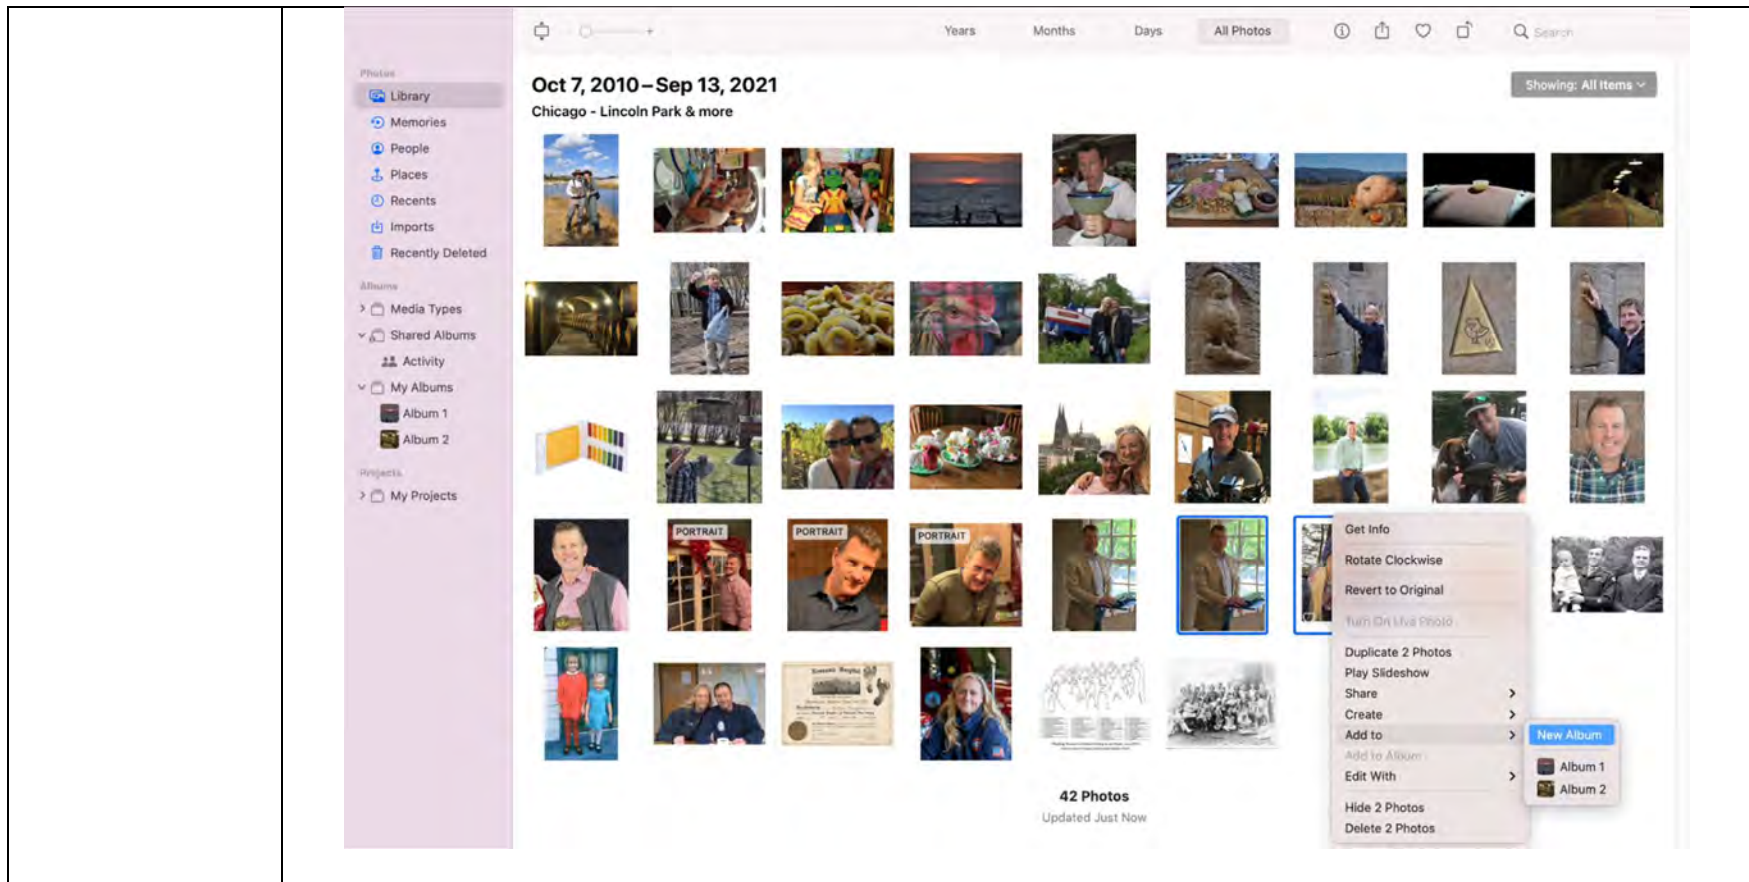 Years Months Days All Photos Search
Photos
Library
Memories
People
Places
Recents
Imports
Recently Deleted
Albums
Media Types
Shared Albums
Activity
My Albums
Album 1
Album 2
Projects
My Projects
Oct 7, 2010 – Sep 13, 2021
Chicago - Lincoln Park & more
Showing: All Items
PORTRAIT
PORTRAIT
PORTRAIT
42 Photos
Updated Just Now
Get Info
Rotate Clockwise
Revert to Original
Turn On Live Photo
Duplicate 2 Photos
Play Slideshow
Share
Create
Add to
Add to Album
Edit With
Hide 2 Photos
Delete 2 Photos
New Album
Album 1
Album 2